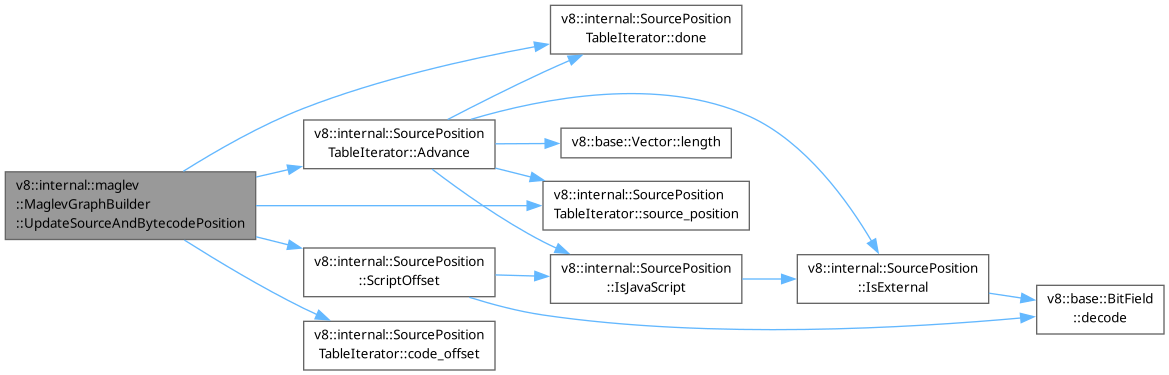 v8::internal::maglev
::MaglevGraphBuilder
::UpdateSourceAndBytecodePosition
v8::internal::SourcePosition
TableIterator::done
v8::internal::SourcePosition
TableIterator::Advance
v8::base::Vector::length
v8::internal::SourcePosition
TableIterator::source_position
v8::internal::SourcePosition
::ScriptOffset
v8::internal::SourcePosition
::IsJavaScript
v8::internal::SourcePosition
::IsExternal
v8::base::BitField
::decode
v8::internal::SourcePosition
TableIterator::code_offset